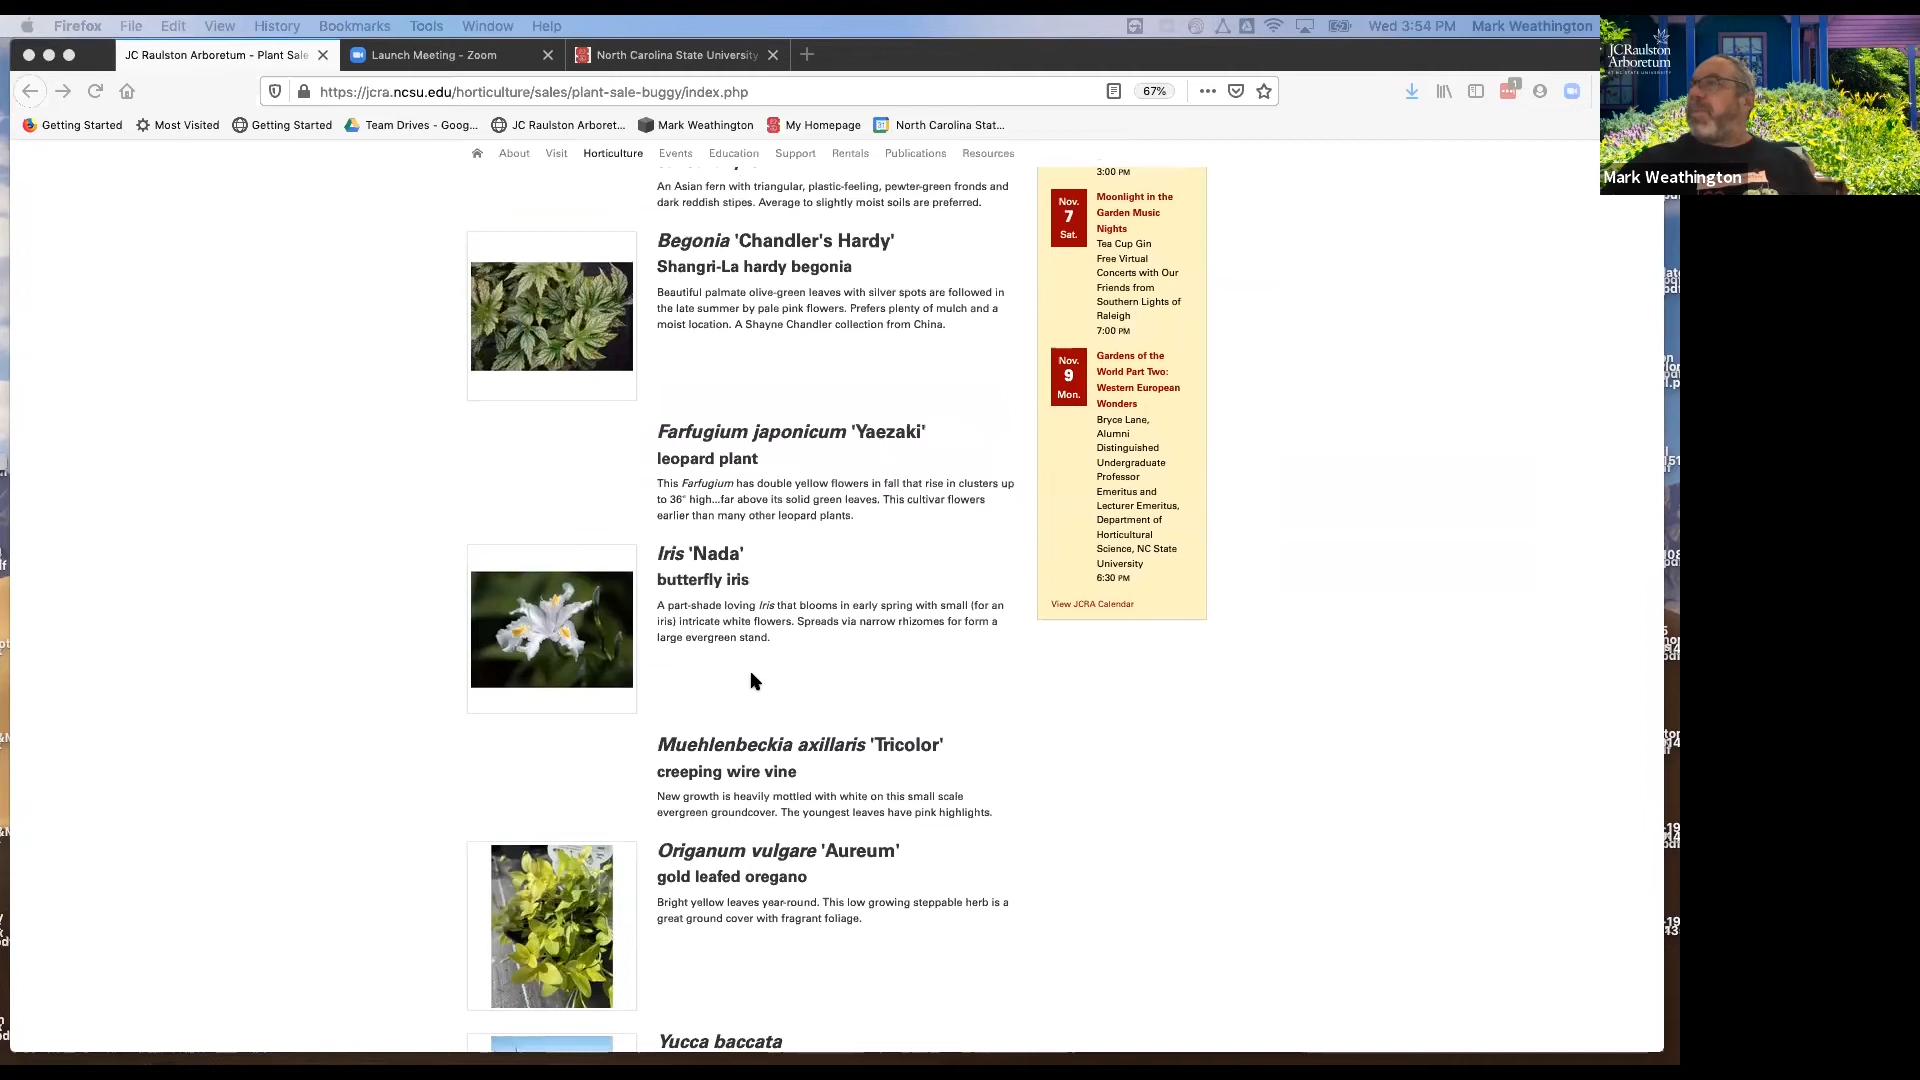 Firefox File Edit View History Bookmarks Tools Window Help
Wed 3:54 PM Mark Weathington
JC Raulston Arboretum - Plant Sale
Launch Meeting - Zoom
North Carolina State University
https://jcra.ncsu.edu/horticulture/sales/plant-sale-buggy/index.php
67%
1
Getting Started
Most Visited
Getting Started
Team Drives - Goog...
JC Raulston Arboret...
Mark Weathington
My Homepage
North Carolina Stat...
About Visit Horticulture Events Education Support Rentals Publications Resources
An Asian fern with triangular, plastic-feeling, pewter-green fronds and
dark reddish stipes. Average to slightly moist soils are preferred.
Begonia 'Chandler's Hardy'
Shangri-La hardy begonia
Beautiful palmate olive-green leaves with silver spots are followed in
the late summer by pale pink flowers. Prefers plenty of mulch and a
moist location. A Shayne Chandler collection from China.
Farfugium japonicum 'Yaezaki'
leopard plant
This Farfugium has double yellow flowers in fall that rise in clusters up
to 36" high...far above its solid green leaves. This cultivar flowers
earlier than many other leopard plants.
Iris 'Nada'
butterfly iris
A part-shade loving Iris that blooms in early spring with small (for an
iris) intricate white flowers. Spreads via narrow rhizomes for form a
large evergreen stand.
Muehlenbeckia axillaris 'Tricolor'
creeping wire vine
New growth is heavily mottled with white on this small scale
evergreen groundcover. The youngest leaves have pink highlights.
Origanum vulgare 'Aureum'
gold leafed oregano
Bright yellow leaves year-round. This low growing steppable herb is a
great ground cover with fragrant foliage.
Yucca baccata
3:00 PM
Nov.
7
Sat.
Moonlight in the
Garden Music
Nights
Tea Cup Gin
Free Virtual
Concerts with Our
Friends from
Southern Lights of
Raleigh
7:00 PM
Nov.
9
Mon.
Gardens of the
World Part Two:
Western European
Wonders
Bryce Lane,
Alumni
Distinguished
Undergraduate
Professor
Emeritus and
Lecturer Emeritus,
Department of
Horticultural
Science, NC State
University
6:30 PM
View JCRA Calendar
JCRaulston
Arboretum
AT NC STATE UNIVERSITY
Mark Weathington